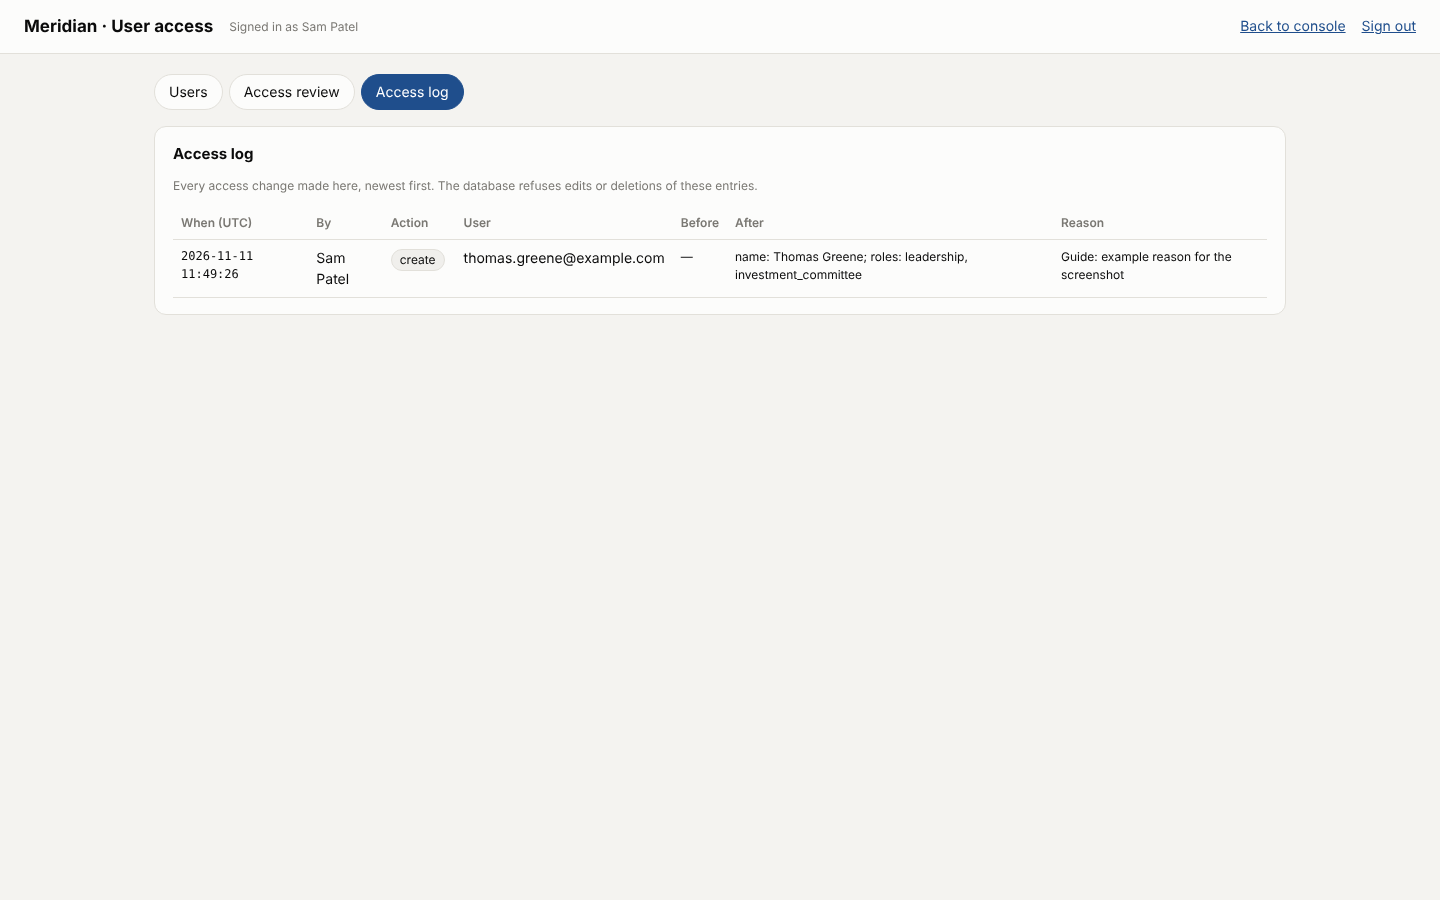 Meridian · User access Signed in as Sam Patel Back to console Sign out
Users Access review Access log
Access log
Every access change made here, newest first. The database refuses edits or deletions of these entries.
When (UTC) By Action User Before After Reason
2026-11-11 Sam create thomas.greene@example.com — name: Thomas Greene; roles: leadership, Guide: example reason for the
11:49:26 Patel investment_committee screenshot